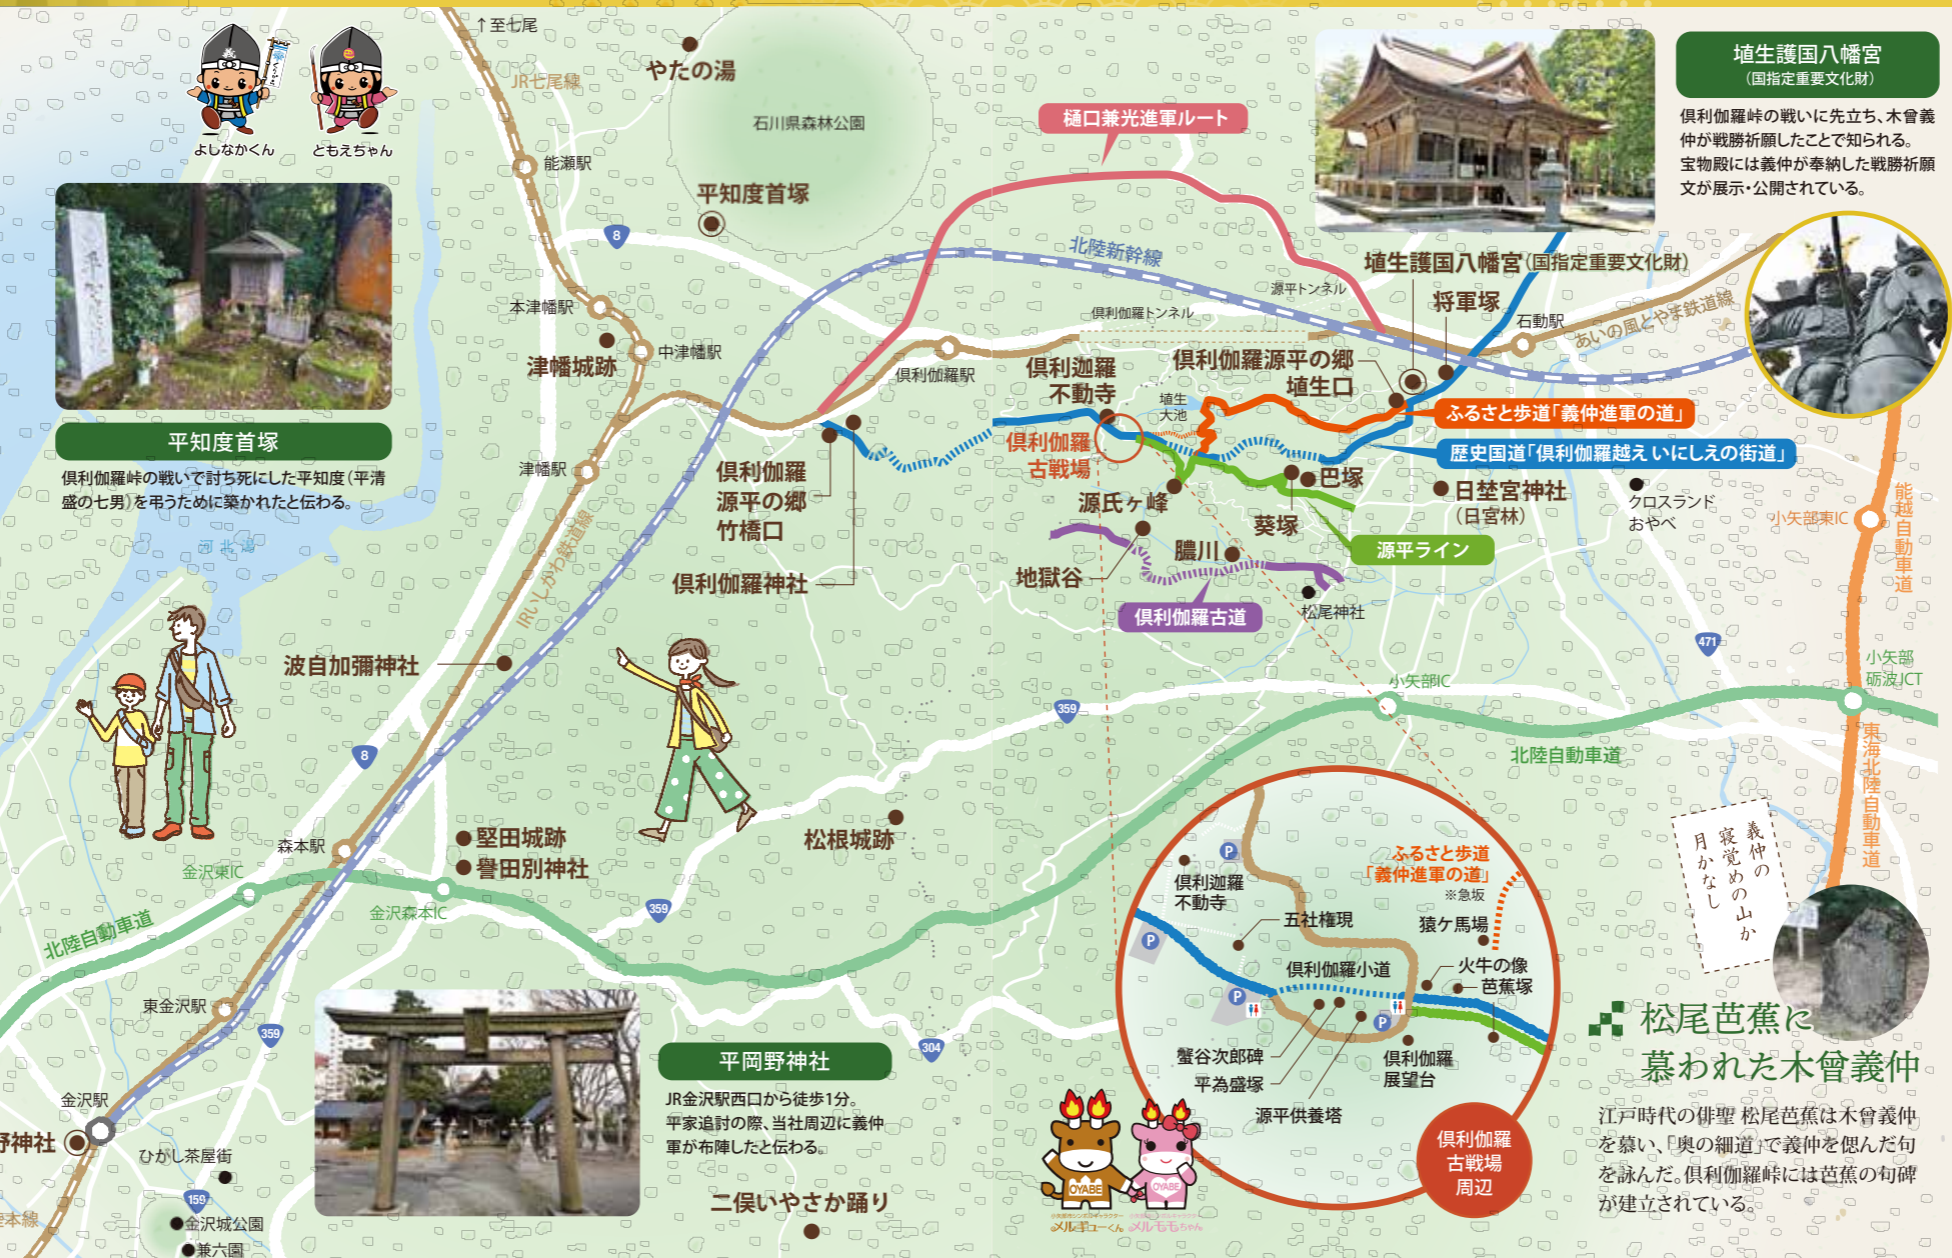 ↑至七尾
JR七尾線
やたの湯
石川県森林公園
能瀬駅
平知度首塚
よしなかくん
ともえちゃん
8
樋口兼光進軍ルート
北陸新幹線
埴生護国八幡宮
（国指定重要文化財）
倶利伽羅峠の戦いに先立ち、木曾義
仲が戦勝祈願したことで知られる。
宝物殿には義仲が奉納した戦勝祈願
文が展示・公開されている。
埴生護国八幡宮（国指定重要文化財）
将軍塚
源平トンネル
倶利伽羅トンネル
石動駅
あいの風とやま鉄道線
本津幡駅
中津幡駅
津幡城跡
倶利伽羅駅
倶利迦羅
不動寺
埴生
大池
倶利伽羅源平の郷
埴生口
ふるさと歩道「義仲進軍の道」
歴史国道「倶利伽羅越え いにしえの街道」
平知度首塚
倶利伽羅峠の戦いで討ち死にした平知度（平清
盛の七男）を弔うために築かれたと伝わる。
津幡駅
倶利伽羅
源平の郷
竹橋口
倶利伽羅
古戦場
源氏ヶ峰
巴塚
葵塚
日埜宮神社
（日宮林）
クロスランド
おやべ
小矢部東IC
能越自動車道
源平ライン
膿川
地獄谷
倶利伽羅古道
松尾神社
倶利伽羅神社
河北潟
IRいしかわ鉄道線
波自加彌神社
471
小矢部
砺波JCT
小矢部IC
359
北陸自動車道
東海北陸自動車道
8
森本駅
金沢東IC
堅田城跡
誉田別神社
金沢森本IC
松根城跡
359
北陸自動車道
東金沢駅
359
304
金沢駅
野神社
ひがし茶屋街
159
金沢城公園
兼六園
本線
平岡野神社
JR金沢駅西口から徒歩1分。
平家追討の際、当社周辺に義仲
軍が布陣したと伝わる。
二俣いやさか踊り
OYABE
OYABE
メルギューくん
メルモモちゃん
P
倶利迦羅
不動寺
ふるさと歩道
「義仲進軍の道」
※急坂
猿ケ馬場
五社権現
P
倶利伽羅小道
火牛の像
芭蕉塚
P
P
蟹谷次郎碑
平為盛塚
源平供養塔
倶利伽羅
展望台
倶利伽羅
古戦場
周辺
義仲の
寝覚めの山か
月かなし
松尾芭蕉に
慕われた木曾義仲
江戸時代の俳聖 松尾芭蕉は木曾義仲
を慕い、「奥の細道」で義仲を偲んだ句
を詠んだ。倶利伽羅峠には芭蕉の句碑
が建立されている。